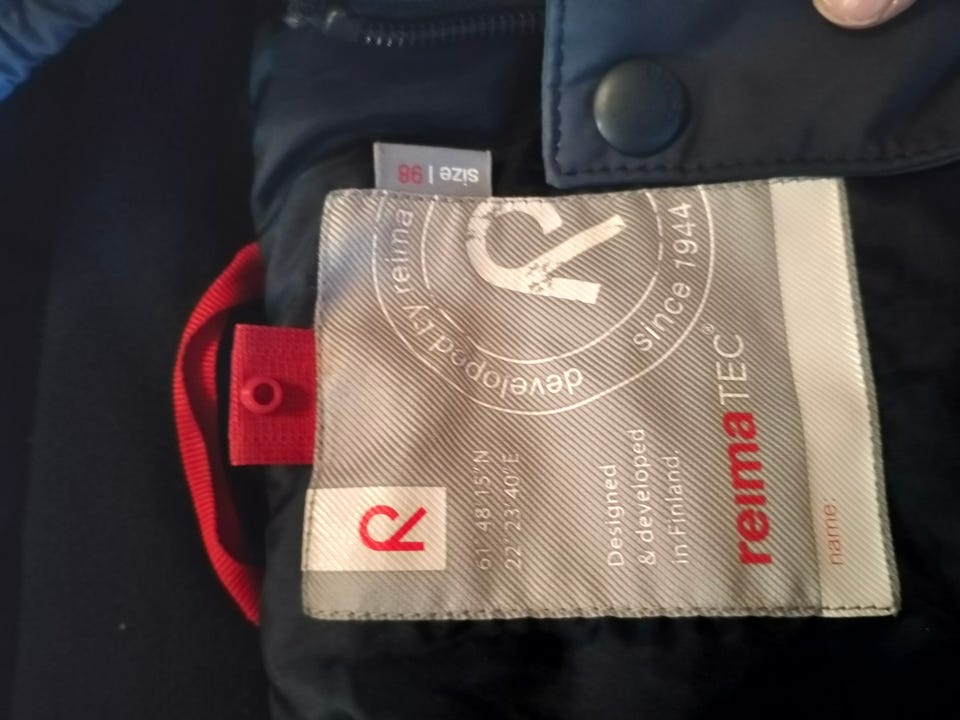 size | 98
R
developed by reima
since 1944
R
61°48'15"N
22°23'40"E
Designed
& developed
in Finland.
reima TEC®
name: